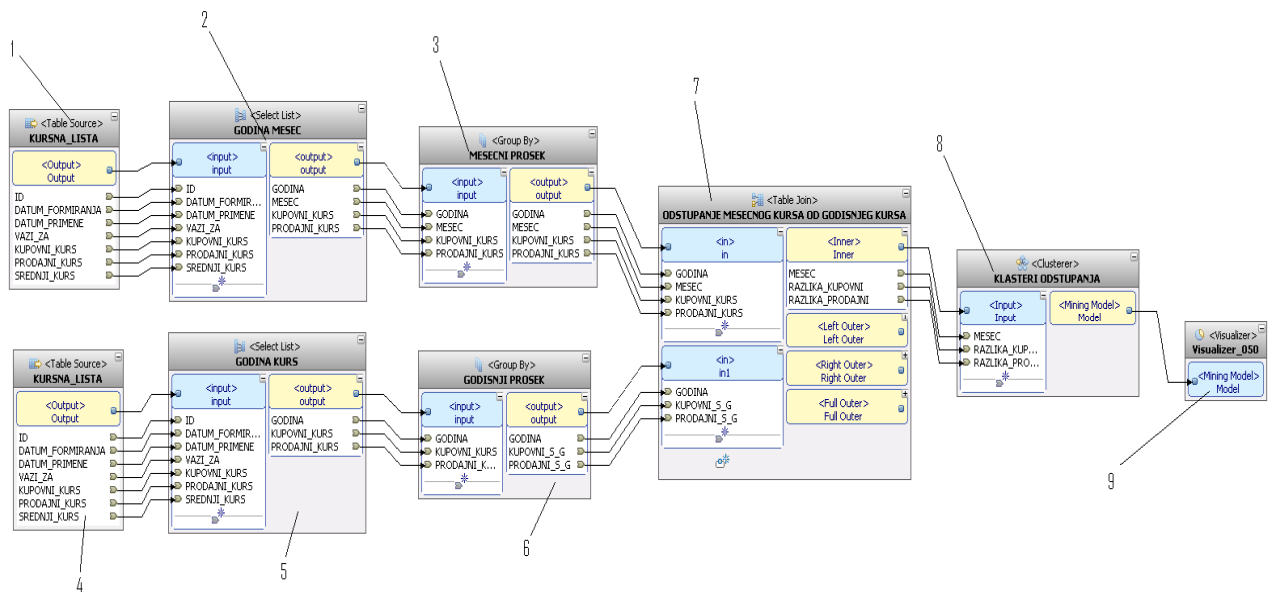 1
<Table Source>
KURSNA_LISTA
<Output>
Output
ID
DATUM_FORMIRANJA
DATUM_PRIMENE
VAZI_ZA
KUPOVNI_KURS
PRODAJNI_KURS
SREDNJI_KURS
2
<Select List>
GODINA MESEC
<input>
input
ID
DATUM_FORMIR...
DATUM_PRIMENE
VAZI_ZA
KUPOVNI_KURS
PRODAJNI_KURS
SREDNJI_KURS
<output>
output
GODINA
MESEC
KUPOVNI_KURS
PRODAJNI_KURS
3
<Group By>
MESECNI PROSEK
<input>
input
GODINA
MESEC
KUPOVNI_KURS
PRODAJNI_KURS
<output>
output
GODINA
MESEC
KUPOVNI_KURS
PRODAJNI_KURS
4
<Table Source>
KURSNA_LISTA
<Output>
Output
ID
DATUM_FORMIRANJA
DATUM_PRIMENE
VAZI_ZA
KUPOVNI_KURS
PRODAJNI_KURS
SREDNJI_KURS
5
<Select List>
GODINA KURS
<input>
input
ID
DATUM_FORMIR...
DATUM_PRIMENE
VAZI_ZA
KUPOVNI_KURS
PRODAJNI_KURS
SREDNJI_KURS
<output>
output
GODINA
KUPOVNI_KURS
PRODAJNI_KURS
6
<Group By>
GODISNJI PROSEK
<input>
input
GODINA
KUPOVNI_KURS
PRODAJNI_K...
<output>
output
GODINA
KUPOVNI_S_G
PRODAJNI_S_G
7
<Table Join>
ODSTUPANJE MESECNOG KURSA OD GODISNJEG KURSA
<in>
in
GODINA
MESEC
KUPOVNI_KURS
PRODAJNI_KURS
<in>
in1
GODINA
KUPOVNI_S_G
PRODAJNI_S_G
<Inner>
Inner
MESEC
RAZLIKA_KUPOVNI
RAZLIKA_PRODAJNI
<Left Outer>
Left Outer
<Right Outer>
Right Outer
<Full Outer>
Full Outer
8
<Clusterer>
KLASTERI ODSTUPANJA
<Input>
Input
MESEC
RAZLIKA_KUP...
RAZLIKA_PRO...
<Mining Model>
Model
9
<Visualizer>
Visualizer_050
<Mining Model>
Model